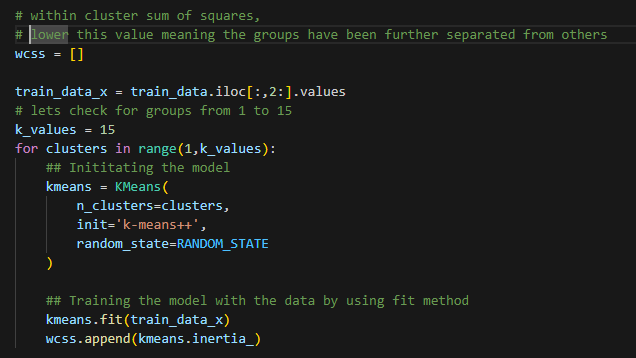 # within cluster sum of squares,
# lower this value meaning the groups have been further separated from others
wcss = []
train_data_x = train_data.iloc[:,2:].values
# lets check for groups from 1 to 15
k_values = 15
for clusters in range(1,k_values):
## Inititating the model
kmeans = KMeans(
n_clusters=clusters,
init='k-means++',
random_state=RANDOM_STATE
)
## Training the model with the data by using fit method
kmeans.fit(train_data_x)
wcss.append(kmeans.inertia_)